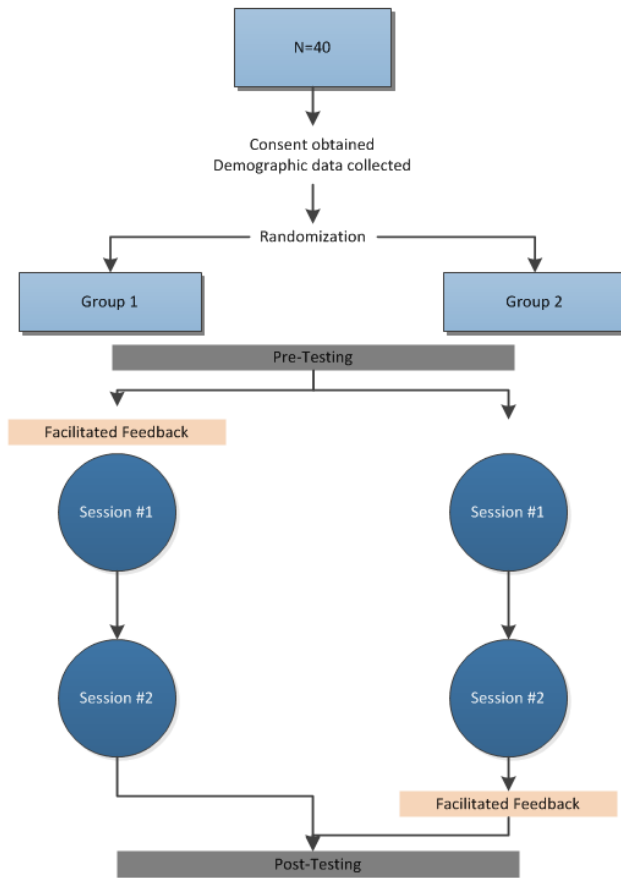 N=40
Consent obtained
Demographic data collected
Randomization
Group 1
Group 2
Pre-Testing
Facilitated Feedback
Session #1
Session #1
Session #2
Session #2
Facilitated Feedback
Post-Testing